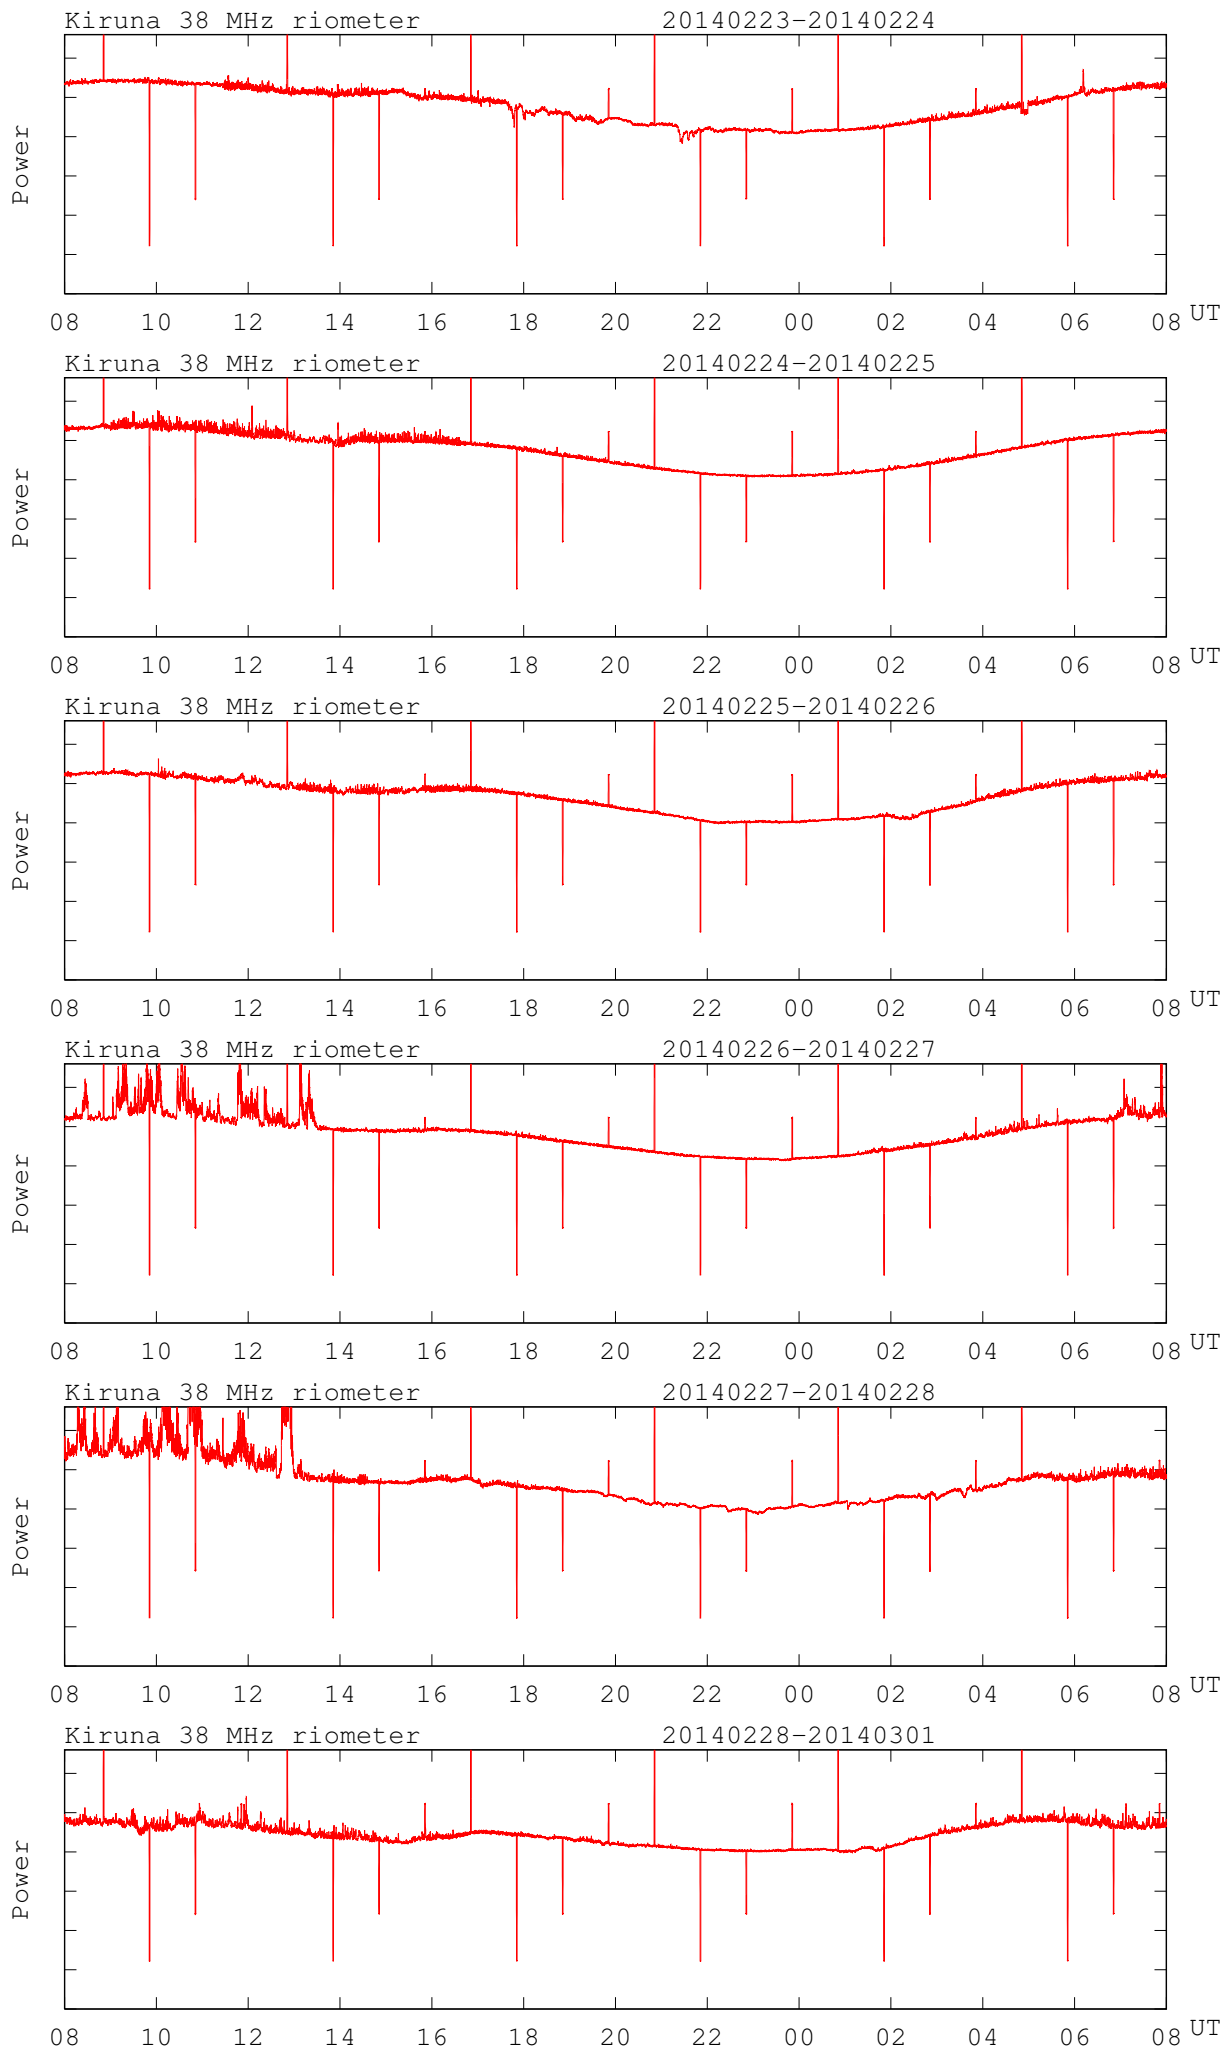 Kiruna 38 MHz riometer 20140223-20140224
Power
08 10 12 14 16 18 20 22 00 02 04 06 08 UT
Kiruna 38 MHz riometer 20140224-20140225
Power
08 10 12 14 16 18 20 22 00 02 04 06 08 UT
Kiruna 38 MHz riometer 20140225-20140226
Power
08 10 12 14 16 18 20 22 00 02 04 06 08 UT
Kiruna 38 MHz riometer 20140226-20140227
Power
08 10 12 14 16 18 20 22 00 02 04 06 08 UT
Kiruna 38 MHz riometer 20140227-20140228
Power
08 10 12 14 16 18 20 22 00 02 04 06 08 UT
Kiruna 38 MHz riometer 20140228-20140301
Power
08 10 12 14 16 18 20 22 00 02 04 06 08 UT